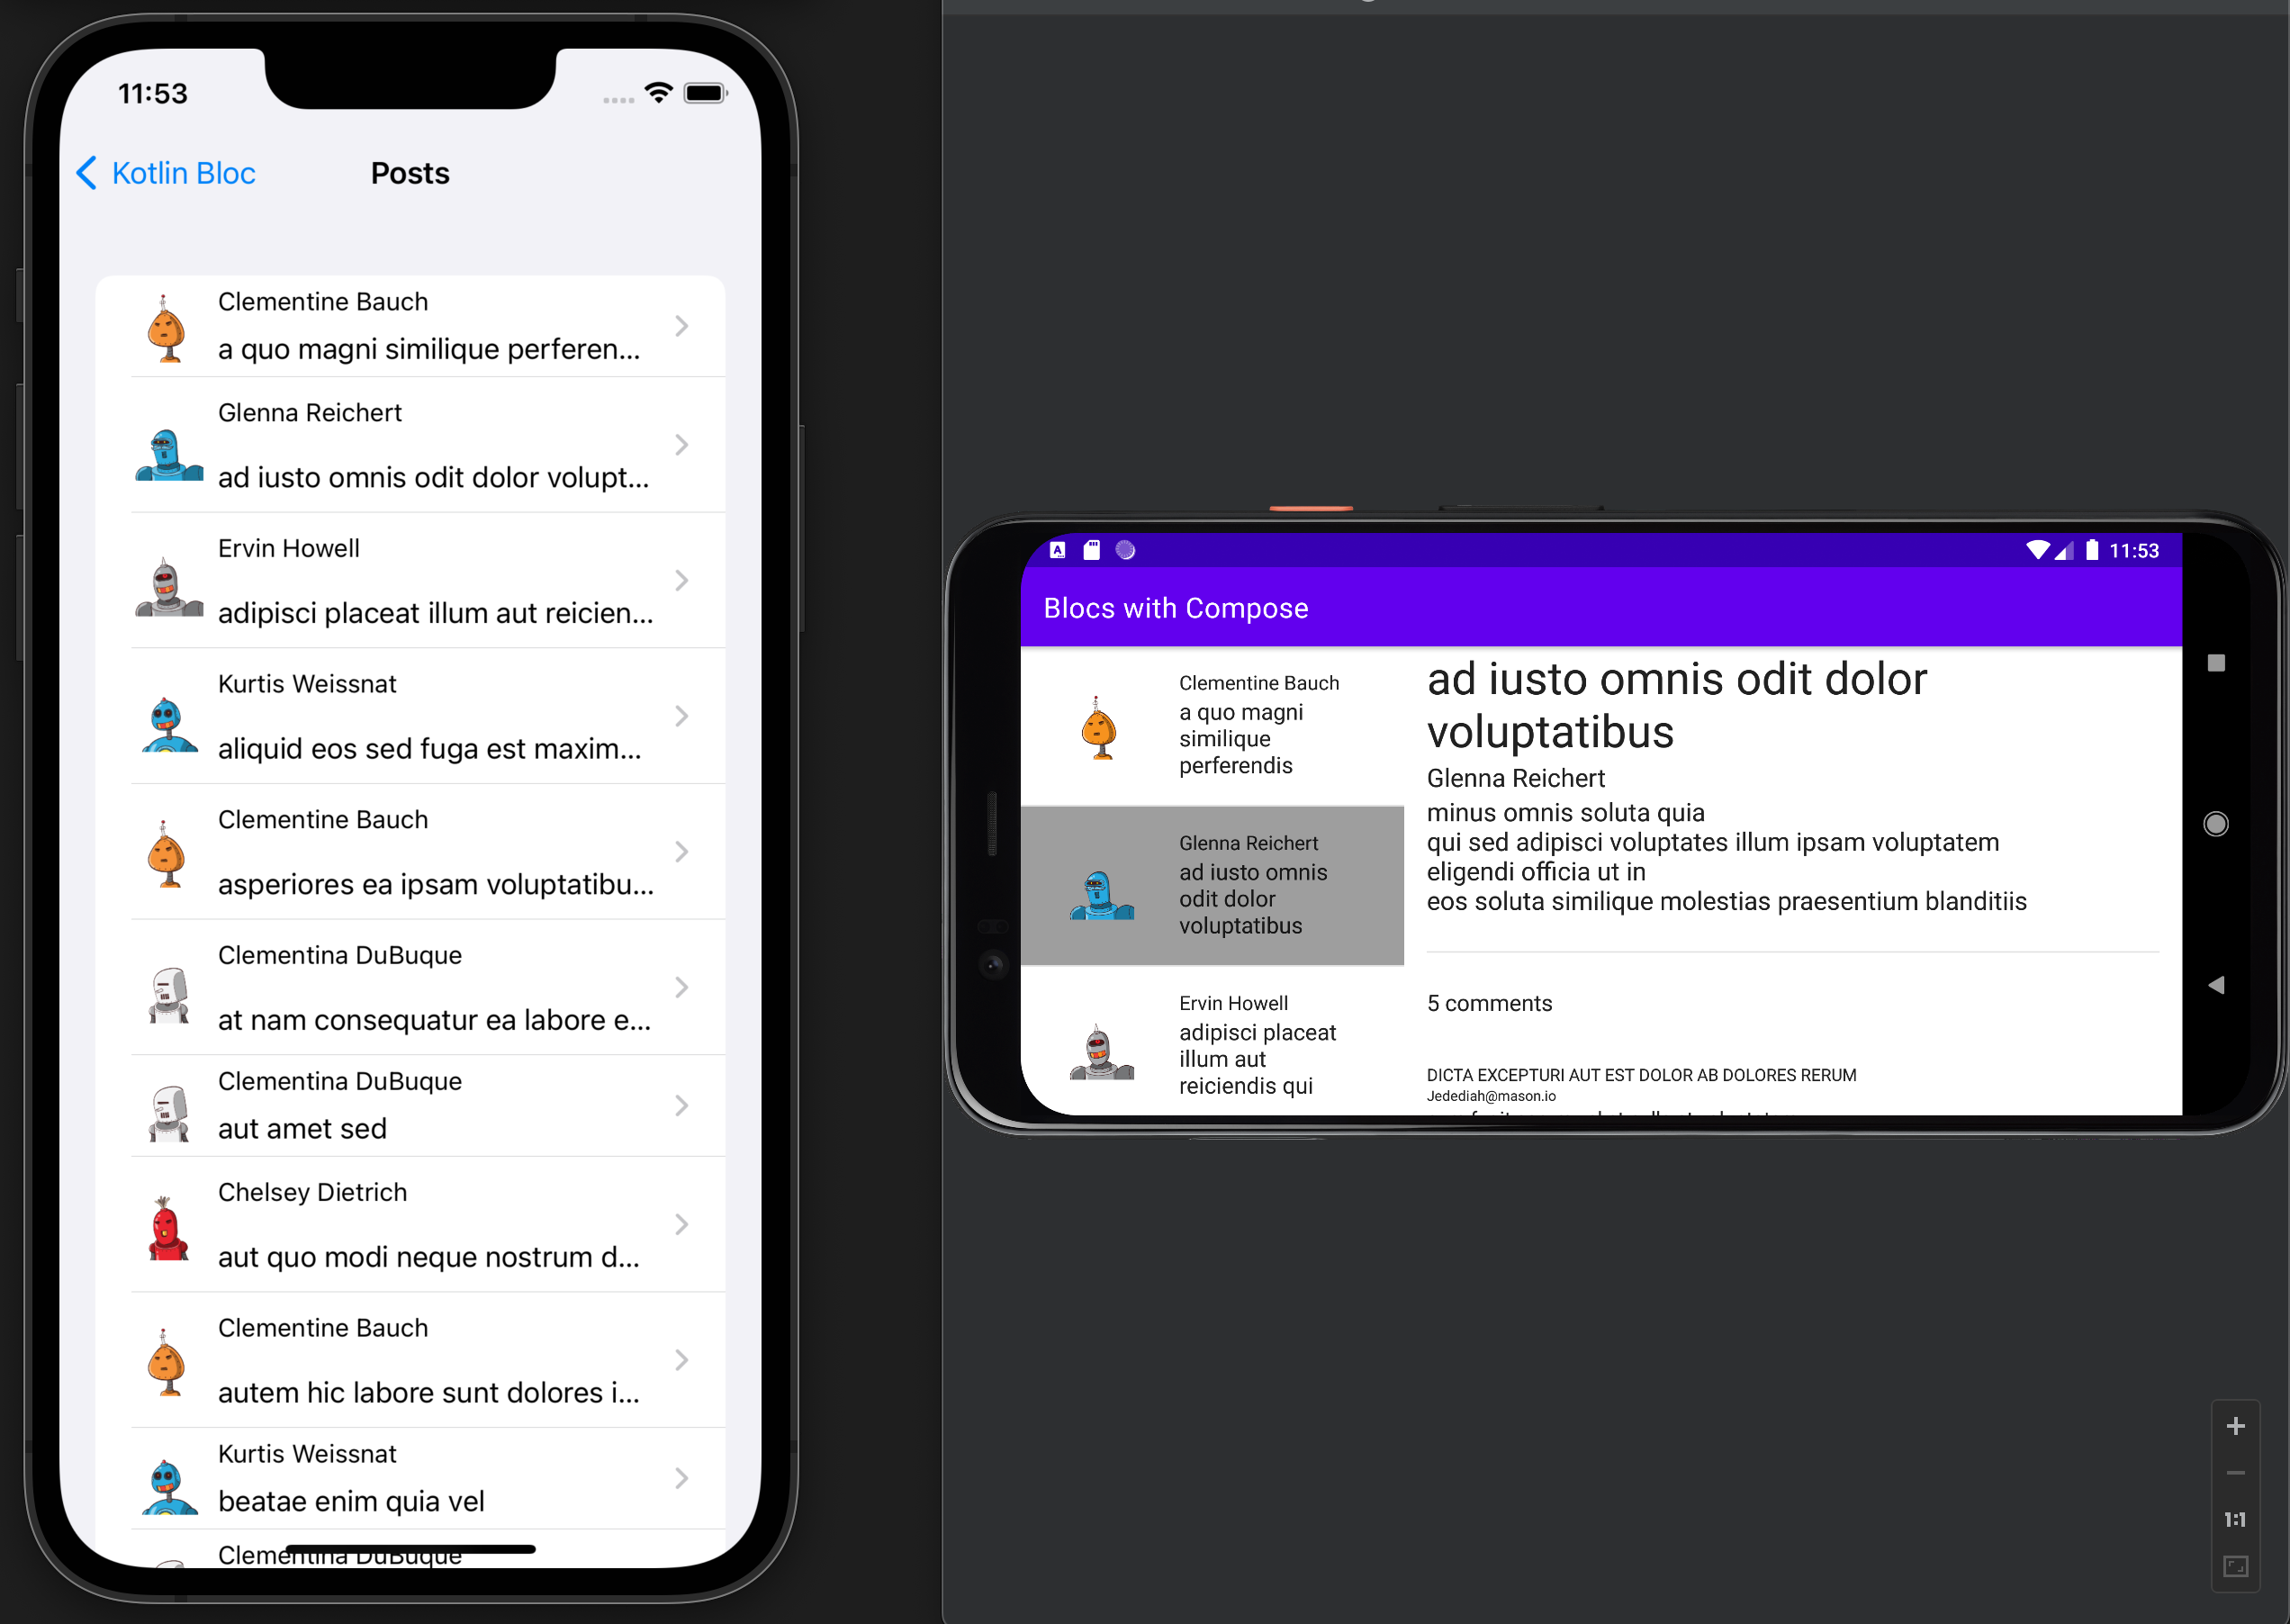 11:53
Kotlin Bloc
Posts
Clementine Bauch
a quo magni similique perferen...
Glenna Reichert
ad iusto omnis odit dolor volupt...
Ervin Howell
adipisci placeat illum aut reicien...
Kurtis Weissnat
aliquid eos sed fuga est maxim...
Clementine Bauch
asperiores ea ipsam voluptatibu...
Clementina DuBuque
at nam consequatur ea labore e...
Clementina DuBuque
aut amet sed
Chelsey Dietrich
aut quo modi neque nostrum d...
Clementine Bauch
autem hic labore sunt dolores i...
Kurtis Weissnat
beatae enim quia vel
Clementina DuBuque
A
11:53
Blocs with Compose
Clementine Bauch
a quo magni
similique
perferendis
Glenna Reichert
ad iusto omnis
odit dolor
voluptatibus
Ervin Howell
adipisci placeat
illum aut
reiciendis qui
ad iusto omnis odit dolor
voluptatibus
Glenna Reichert
minus omnis soluta quia
qui sed adipisci voluptates illum ipsam voluptatem
eligendi officia ut in
eos soluta similique molestias praesentium blanditiis
5 comments
DICTA EXCEPTURI AUT EST DOLOR AB DOLORES RERUM
Jedediah@mason.io
1:1